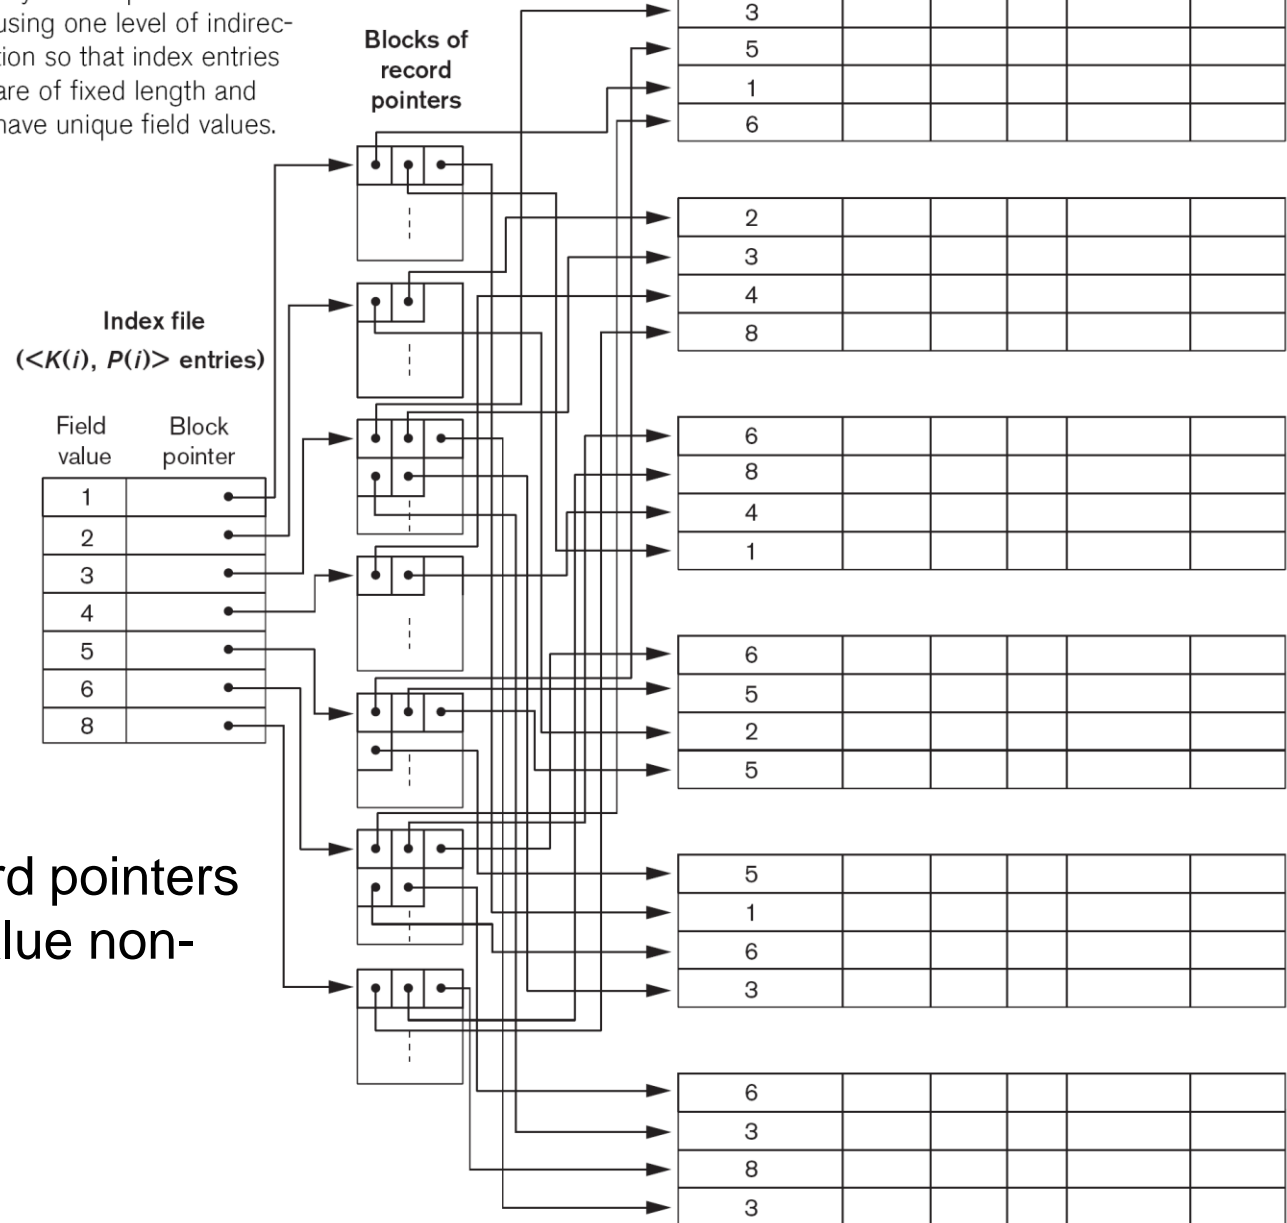 using one level of indirec-
tion so that index entries
are of fixed length and
have unique field values.
Blocks of
record
pointers
Index file
(<K(i), P(i)> entries)
Field
value
Block
pointer
1
2
3
4
5
6
8
rd pointers
lue non-
3
5
1
6
2
3
4
8
6
8
4
1
6
5
2
5
5
1
6
3
6
3
8
3